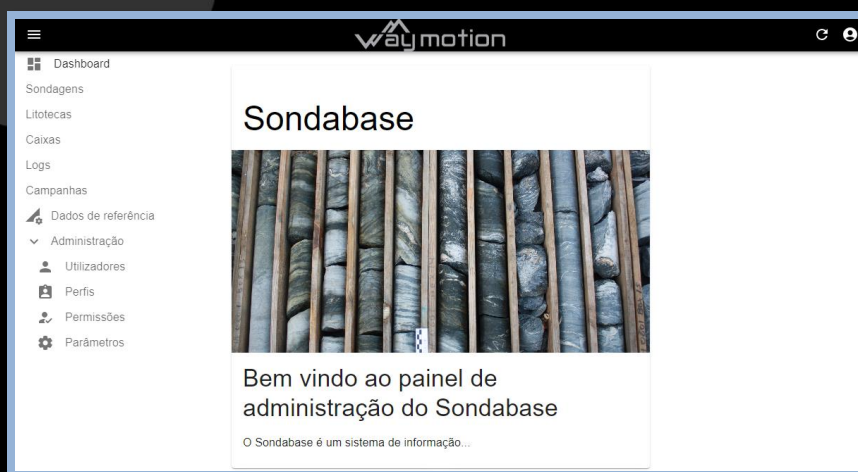 waymotion
Dashboard
Sondagens
Litotecas
Caixas
Logs
Campanhas
Dados de referência
Administração
Utilizadores
Perfis
Permissões
Parâmetros
Sondabase
Bem vindo ao painel de
administração do Sondabase
O Sondabase é um sistema de informação...